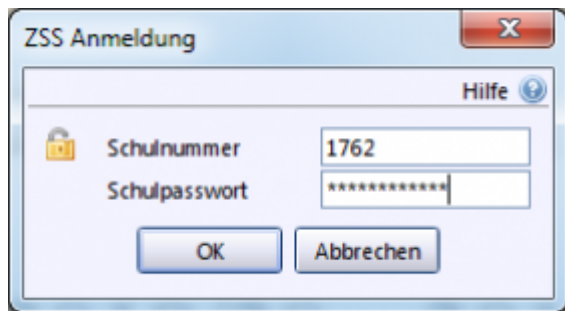 ZSS Anmeldung
Hilfe
Schulnummer 1762
Schulpasswort ************
OK Abbrechen